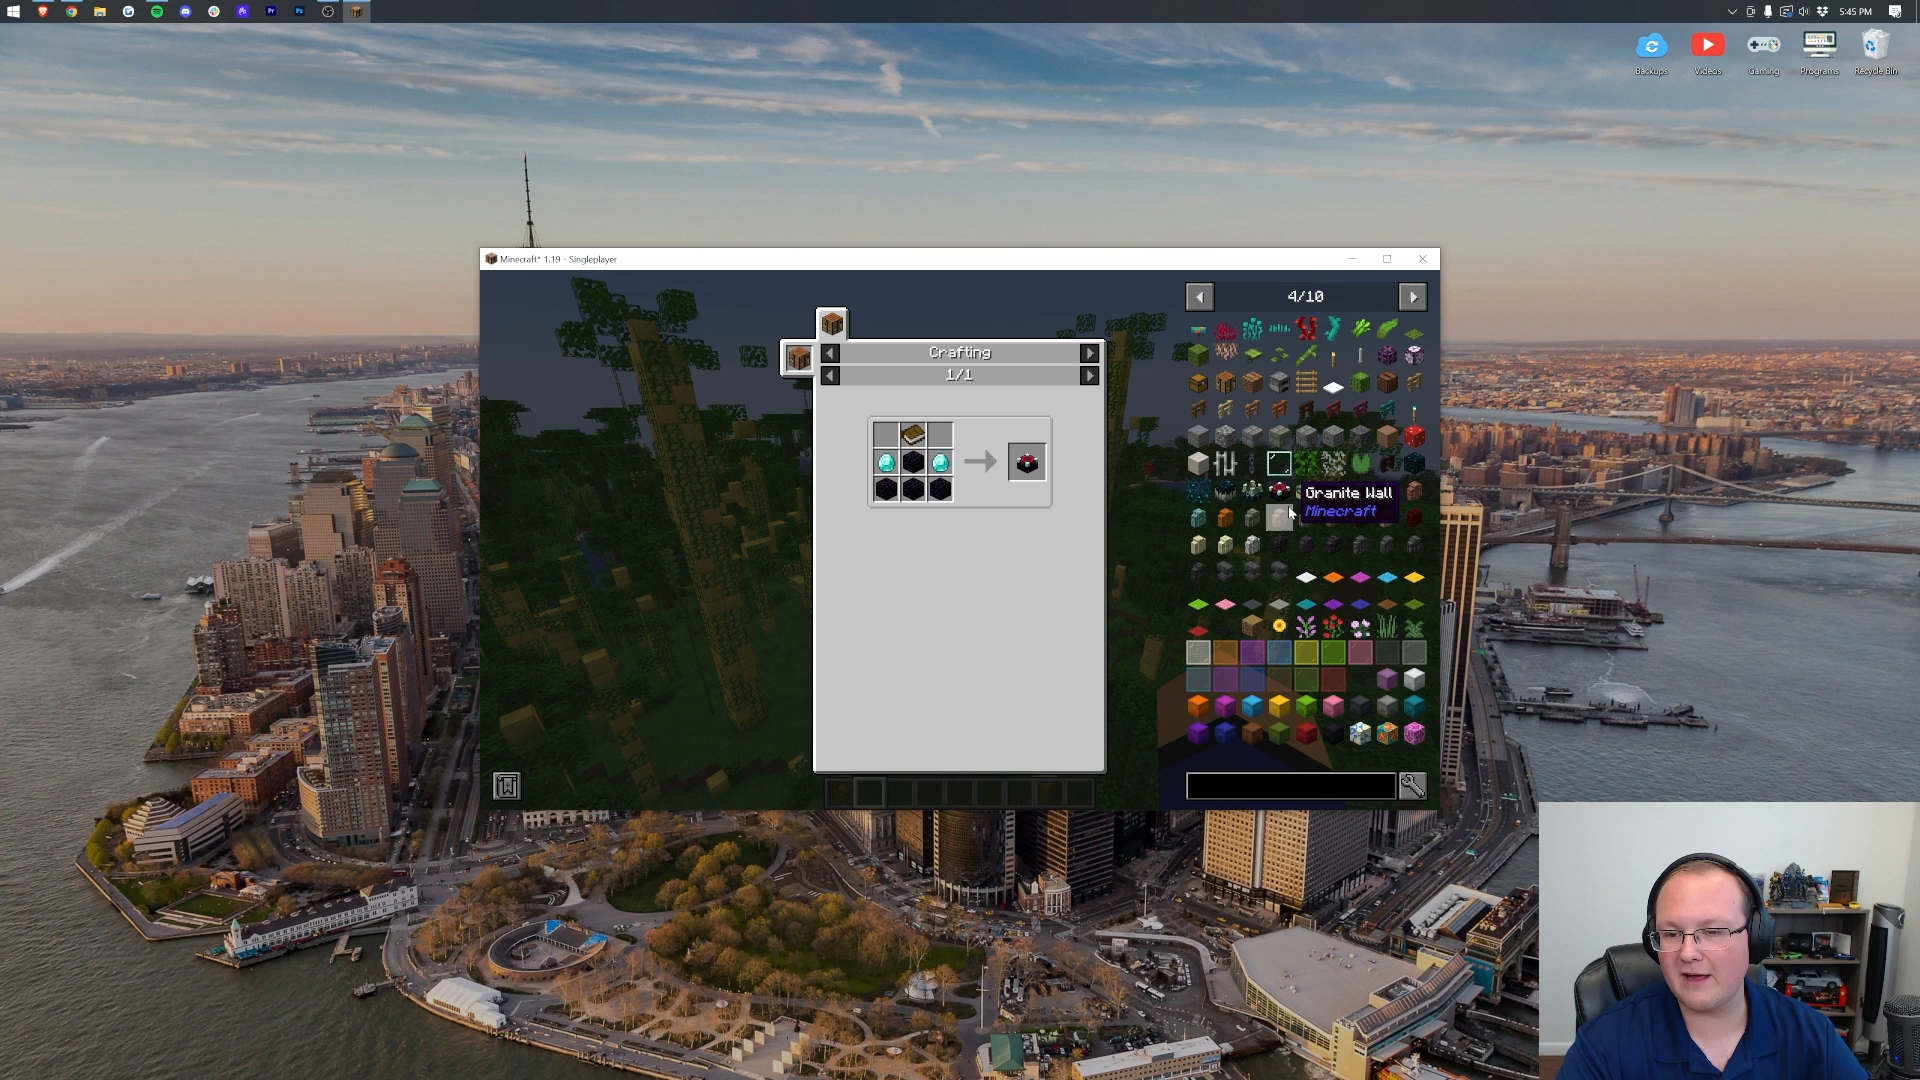 5:45 PM
Backups
Videos
Gaming
Programs
Recycle Bin
Minecraft* 1.19 - Singleplayer
4/10
Crafting
1/1
Granite Wall
Minecraft